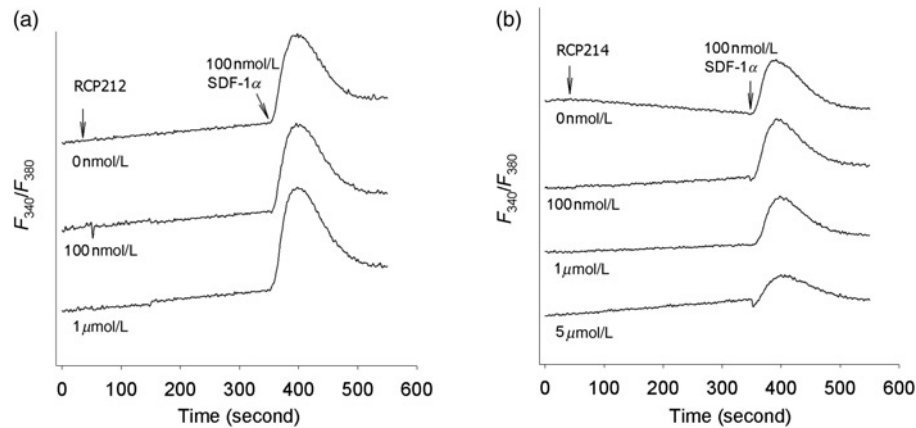 (a)
F340/F380
RCP212
100 nmol/L
SDF-1α
0 nmol/L
100 nmol/L
1 μmol/L
0 100 200 300 400 500 600
Time (second)
(b)
F340/F380
RCP214
100 nmol/L
SDF-1α
0 nmol/L
100 nmol/L
1 μmol/L
5 μmol/L
0 100 200 300 400 500 600
Time (second)